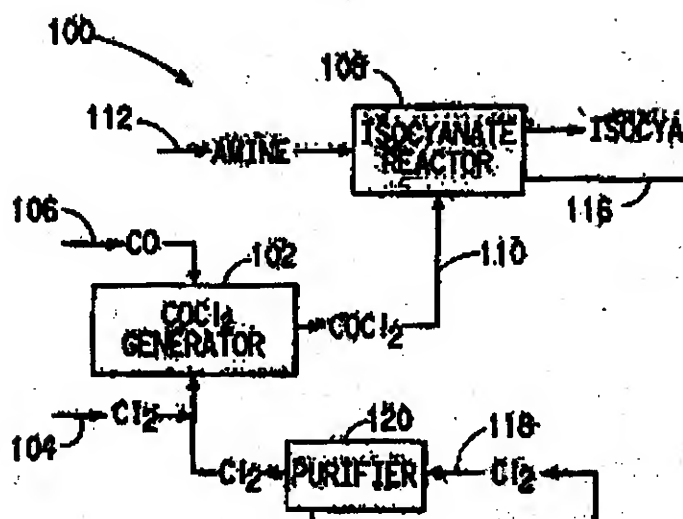 100
108
112
AMINE
ISOCYANATE
REACTOR
ISOCYA
116
106
CO
102
110
COCl₂
GENERATOR
COCl₂
104
Cl₂
120
118
Cl₂
PURIFIER
Cl₂